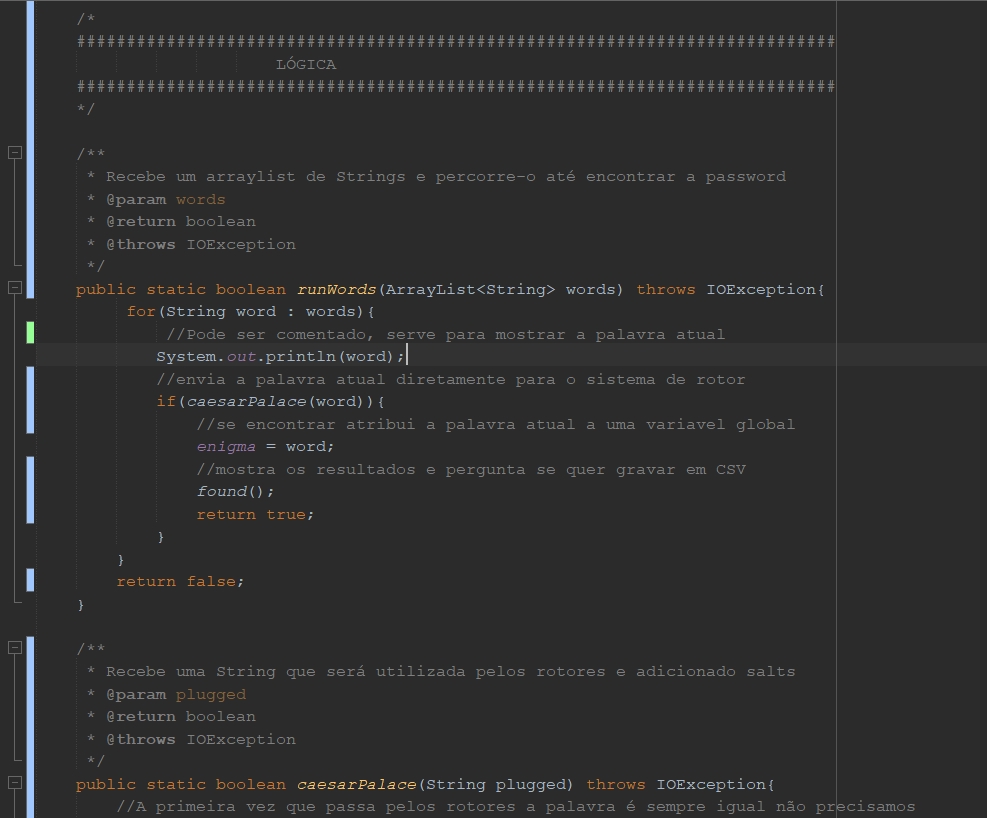 /*
############################################################################
LÓGICA
############################################################################
*/
/**
* Recebe um arraylist de Strings e percorre-o até encontrar a password
* @param words
* @return boolean
* @throws IOException
*/
public static boolean runWords(ArrayList<String> words) throws IOException{
for(String word : words){
//Pode ser comentado, serve para mostrar a palavra atual
System.out.println(word);
//envia a palavra atual diretamente para o sistema de rotor
if(caesarPalace(word)){
//se encontrar atribui a palavra atual a uma variavel global
enigma = word;
//mostra os resultados e pergunta se quer gravar em CSV
found();
return true;
}
}
return false;
}
/**
* Recebe uma String que será utilizada pelos rotores e adicionado salts
* @param plugged
* @return boolean
* @throws IOException
*/
public static boolean caesarPalace(String plugged) throws IOException{
//A primeira vez que passa pelos rotores a palavra é sempre igual não precisamos